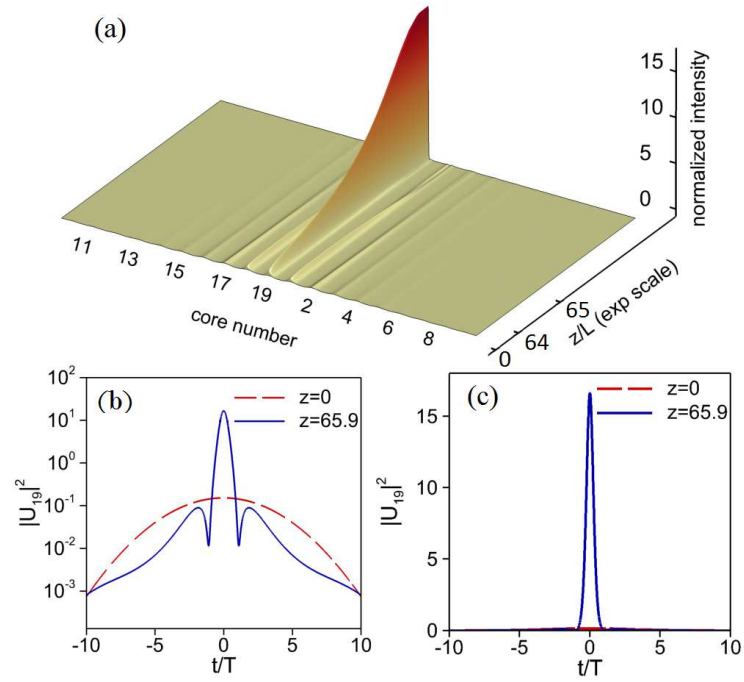 (a)
15
10
5
0
normalized intensity
11
13
15
17
19
2
4
6
8
core number
0
64
65
z/L (exp scale)
(b)
10²
10¹
10⁰
10⁻¹
10⁻²
10⁻³
|U₁₉|²
z=0
z=65.9
-10
-5
0
5
10
t/T
(c)
15
10
5
0
|U₁₉|²
z=0
z=65.9
-10
-5
0
5
10
t/T